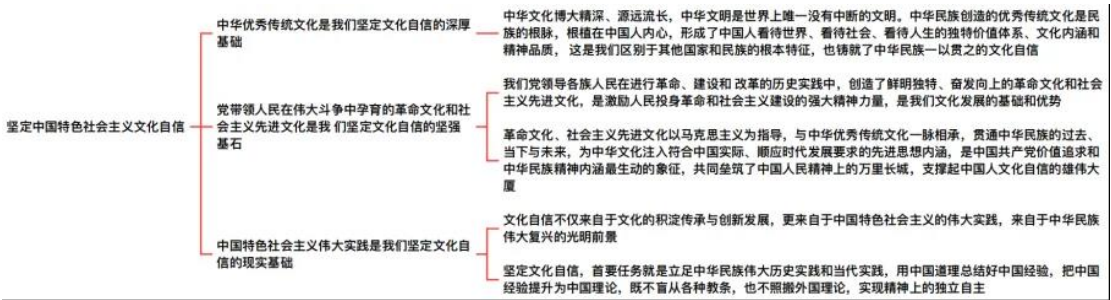 坚定中国特色社会主义文化自信
中华优秀传统文化是我们坚定文化自信的深厚
基础
中华文化博大精深、源远流长，中华文明是世界上唯一没有中断的文明。中华民族创造的优秀传统文化是民
族的根脉，根植在中国人内心，形成了中国人看待世界、看待社会、看待人生的独特价值体系、文化内涵和
精神品质， 这是我们区别于其他国家和民族的根本特征，也铸就了中华民族一以贯之的文化自信
党带领人民在伟大斗争中孕育的革命文化和社
会主义先进文化是我 们坚定文化自信的坚强
基石
我们党领导各族人民在进行革命、建设和 改革的历史实践中，创造了鲜明独特、奋发向上的革命文化和社会
主义先进文化，是激励人民投身革命和社会主义建设的强大精神力量，是我们文化发展的基础和优势
革命文化、社会主义先进文化以马克思主义为指导，与中华优秀传统文化一脉相承，贯通中华民族的过去、
当下与未来，为中华文化注入符合中国实际、顺应时代发展要求的先进思想内涵，是中国共产党价值追求和
中华民族精神内涵最生动的象征，共同垒筑了中国人民精神上的万里长城，支撑起中国人文化自信的雄伟大
厦
中国特色社会主义伟大实践是我们坚定文化自
信的现实基础
文化自信不仅来自于文化的积淀传承与创新发展，更来自于中国特色社会主义的伟大实践，来自于中华民族
伟大复兴的光明前景
坚定文化自信，首要任务就是立足中华民族伟大历史实践和当代实践，用中国道理总结好中国经验，把中国
经验提升为中国理论，既不盲从各种教条，也不照搬外国理论，实现精神上的独立自主